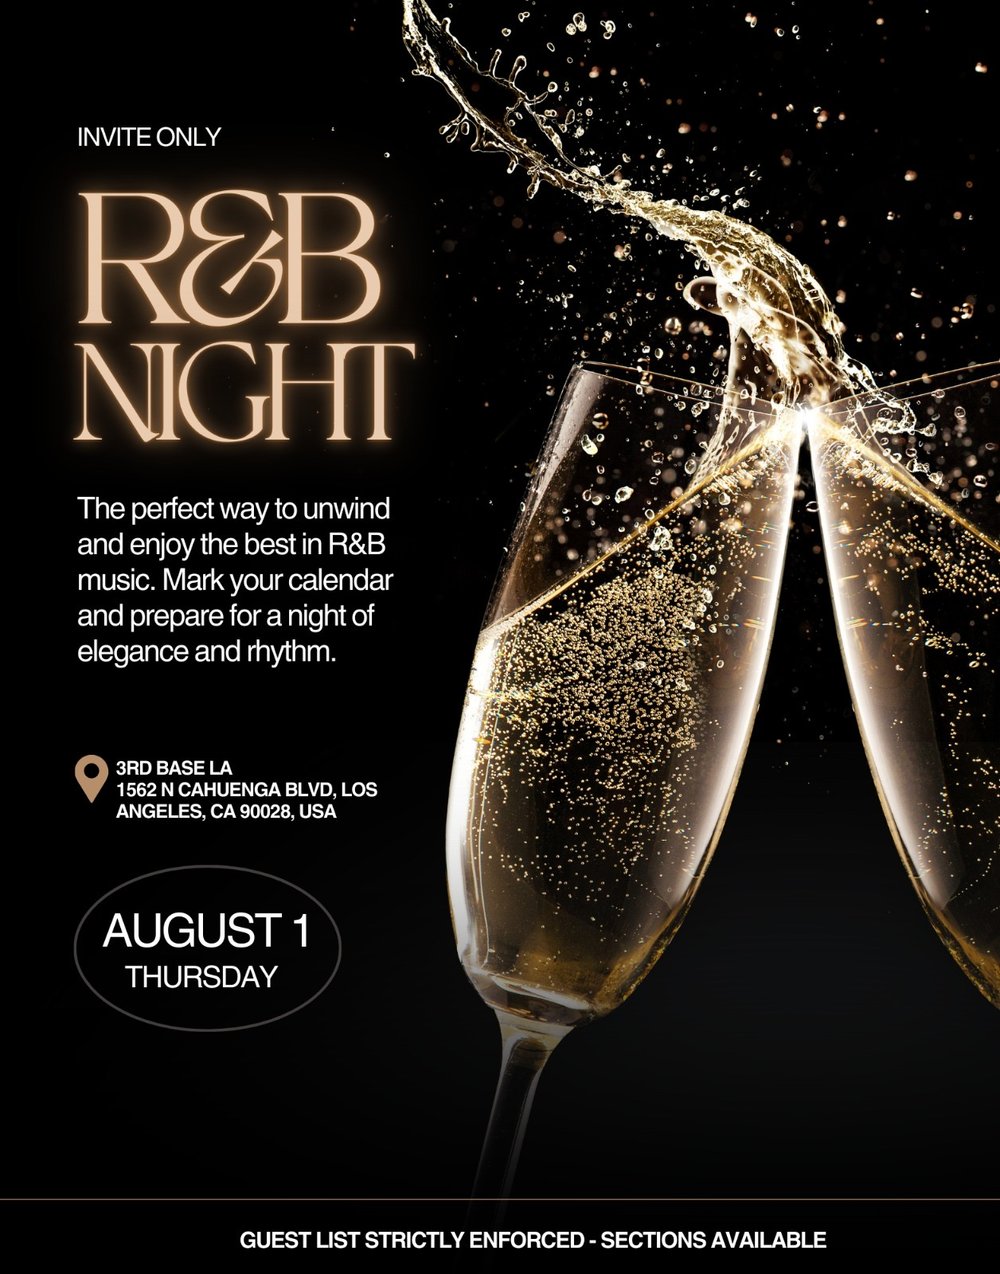 INVITE ONLY
R&B
NIGHT
The perfect way to unwind
and enjoy the best in R&B
music. Mark your calendar
and prepare for a night of
elegance and rhythm.
3RD BASE LA
1562 N CAHUENGA BLVD, LOS
ANGELES, CA 90028, USA
AUGUST 1
THURSDAY
GUEST LIST STRICTLY ENFORCED - SECTIONS AVAILABLE